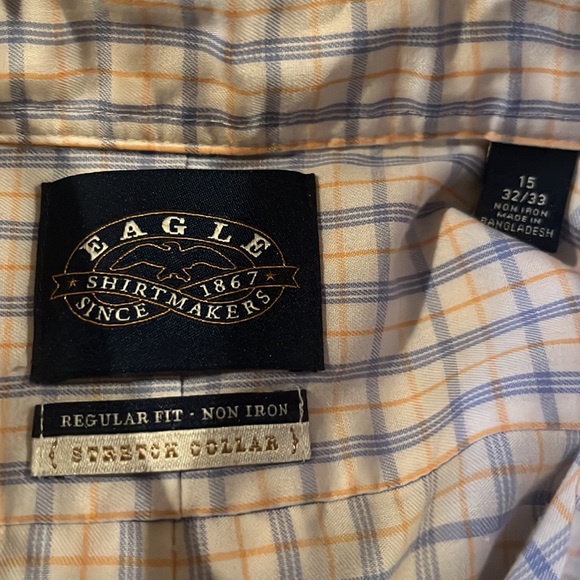 EAGLE
SHIRTMAKERS
SINCE 1867
15
32/33
NON IRON
MADE IN
BANGLADESH
REGULAR FIT - NON IRON
{ STRETCH COLLAR }